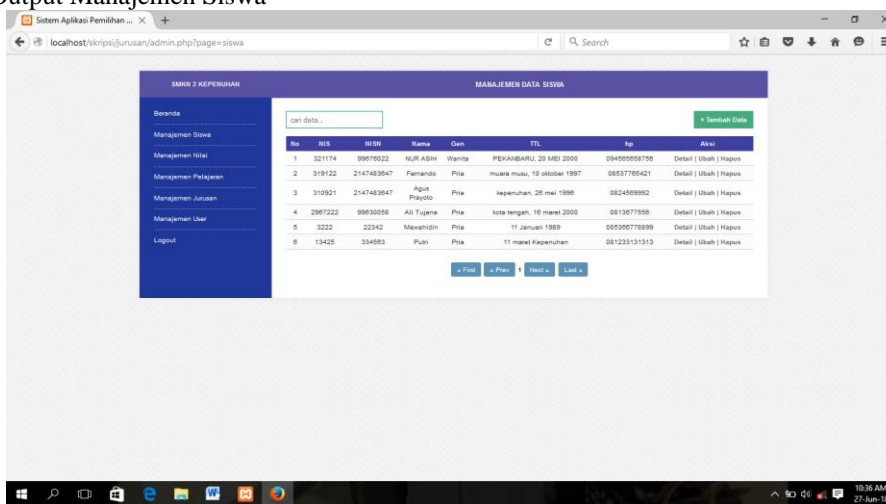 Output Manajemen Siswa
Sistem Aplikasi Pemilihan ...
localhost/skripsi/jurusan/admin.php?page=siswa
Search
SMKN 2 KEPENUHAN
MANAJEMEN DATA SISWA
Beranda
Manajemen Siswa
Manajemen Nilai
Manajemen Pelajaran
Manajemen Jurusan
Manajemen User
Logout
cari data...
+ Tambah Data
No NIS NISN Nama Gen TTL hp Aksi
1 321174 99676022 NUR ASIH Wanita PEKANBARU, 20 MEI 2000 094665658756 Detail | Ubah | Hapus
2 319122 2147483647 Fernando Pria muara musu, 10 oktober 1997 08537765421 Detail | Ubah | Hapus
3 310921 2147483647 Agus Prayoto Pria kepenuhan, 26 mei 1996 0824569992 Detail | Ubah | Hapus
4 2967222 99630058 Ali Tujana Pria kota tengah, 16 maret 2000 0813677556 Detail | Ubah | Hapus
5 3222 22342 Mawahidin Pria 11 Januari 1989 085366778899 Detail | Ubah | Hapus
6 13425 334563 Putri Pria 11 maret Kepenuhan 081233131313 Detail | Ubah | Hapus
« First « Prev 1 Next » Last »
10:36 AM